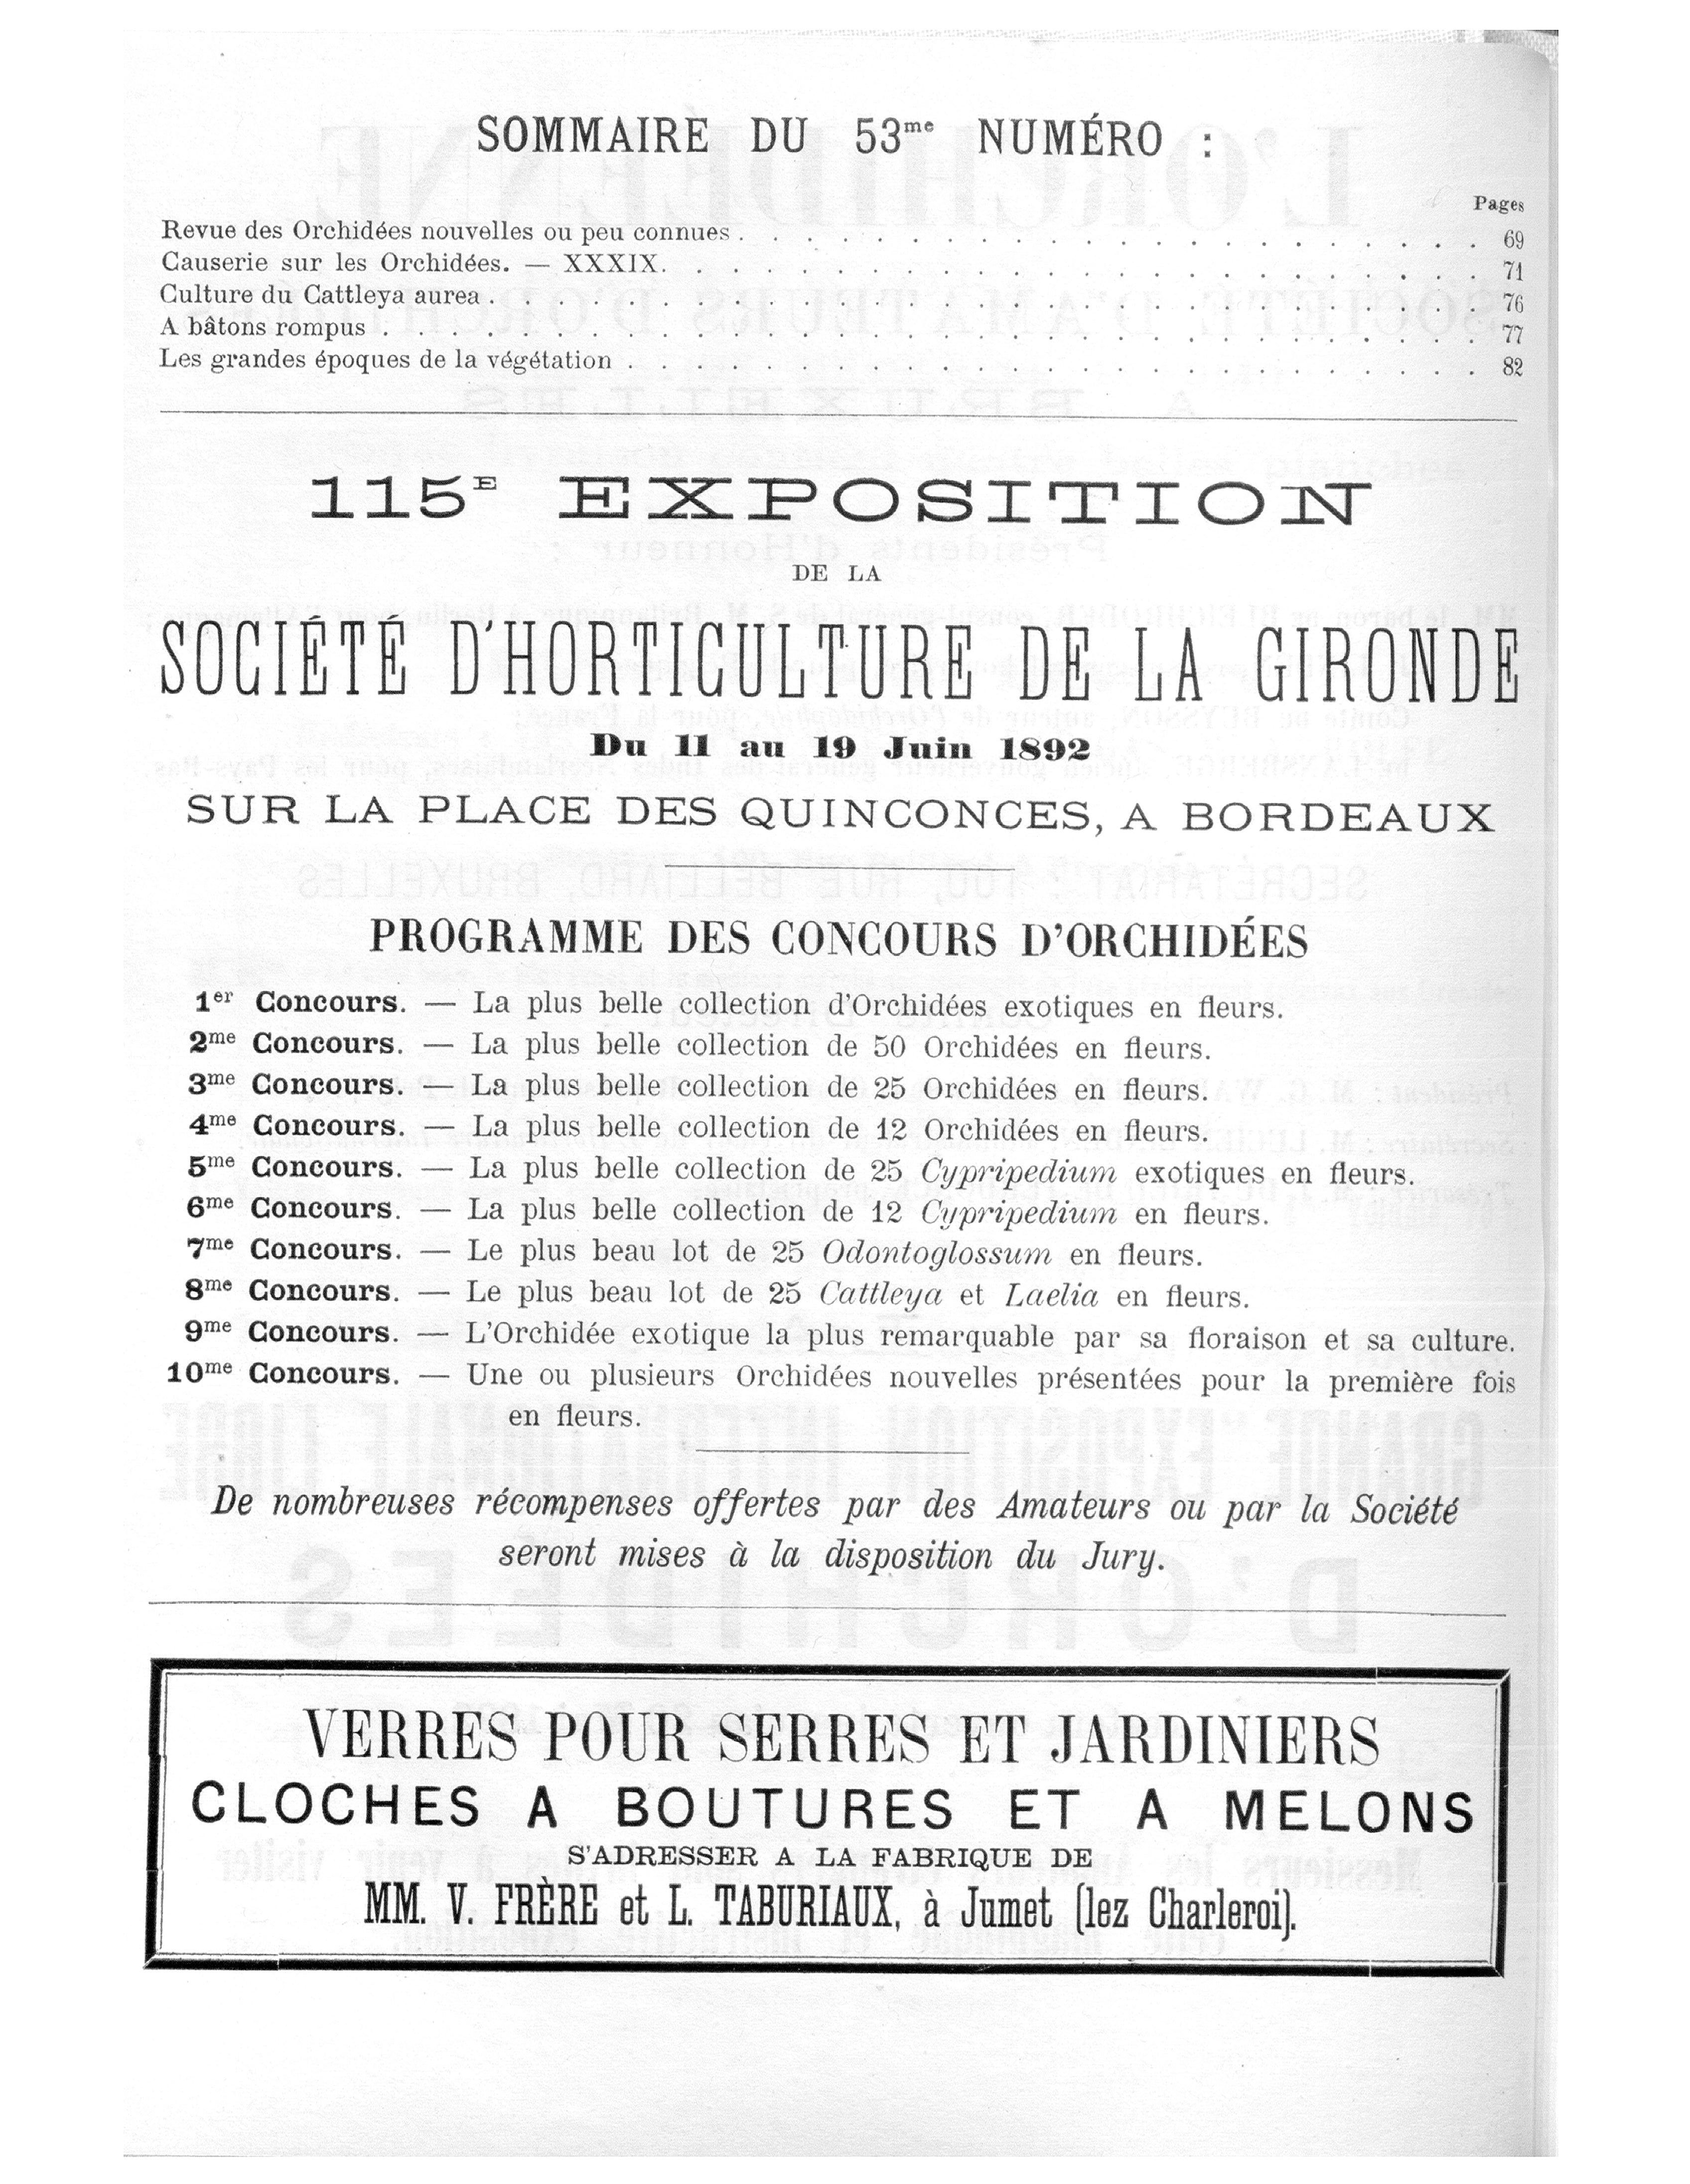 SOMMAIRE DU 53me NUMÉRO :
Pages
Revue des Orchidées nouvelles ou peu connues . . . . . . . . . . . . . . . . . . . . . . 69
Causerie sur les Orchidées. — XXXIX. . . . . . . . . . . . . . . . . . . . . . . . 71
Culture du Cattleya aurea . . . . . . . . . . . . . . . . . . . . . . . . . . . . . 76
A bâtons rompus . . . . . . . . . . . . . . . . . . . . . . . . . . . . . . . . 77
Les grandes époques de la végétation . . . . . . . . . . . . . . . . . . . . . . . . . 82
115E EXPOSITION
DE LA
SOCIÉTÉ D'HORTICULTURE DE LA GIRONDE
Du 11 au 19 Juin 1892
SUR LA PLACE DES QUINCONCES, A BORDEAUX
PROGRAMME DES CONCOURS D'ORCHIDÉES
1er Concours. — La plus belle collection d'Orchidées exotiques en fleurs.
2me Concours. — La plus belle collection de 50 Orchidées en fleurs.
3me Concours. — La plus belle collection de 25 Orchidées en fleurs.
4me Concours. — La plus belle collection de 12 Orchidées en fleurs.
5me Concours. — La plus belle collection de 25 Cypripedium exotiques en fleurs.
6me Concours. — La plus belle collection de 12 Cypripedium en fleurs.
7me Concours. — Le plus beau lot de 25 Odontoglossum en fleurs.
8me Concours. — Le plus beau lot de 25 Cattleya et Laelia en fleurs.
9me Concours. — L'Orchidée exotique la plus remarquable par sa floraison et sa culture.
10me Concours. — Une ou plusieurs Orchidées nouvelles présentées pour la première fois
en fleurs.
De nombreuses récompenses offertes par des Amateurs ou par la Société
seront mises à la disposition du Jury.
VERRES POUR SERRES ET JARDINIERS
CLOCHES A BOUTURES ET A MELONS
S'ADRESSER A LA FABRIQUE DE
MM. V. FRÈRE et L. TABURIAUX, à Jumet (lez Charleroi).